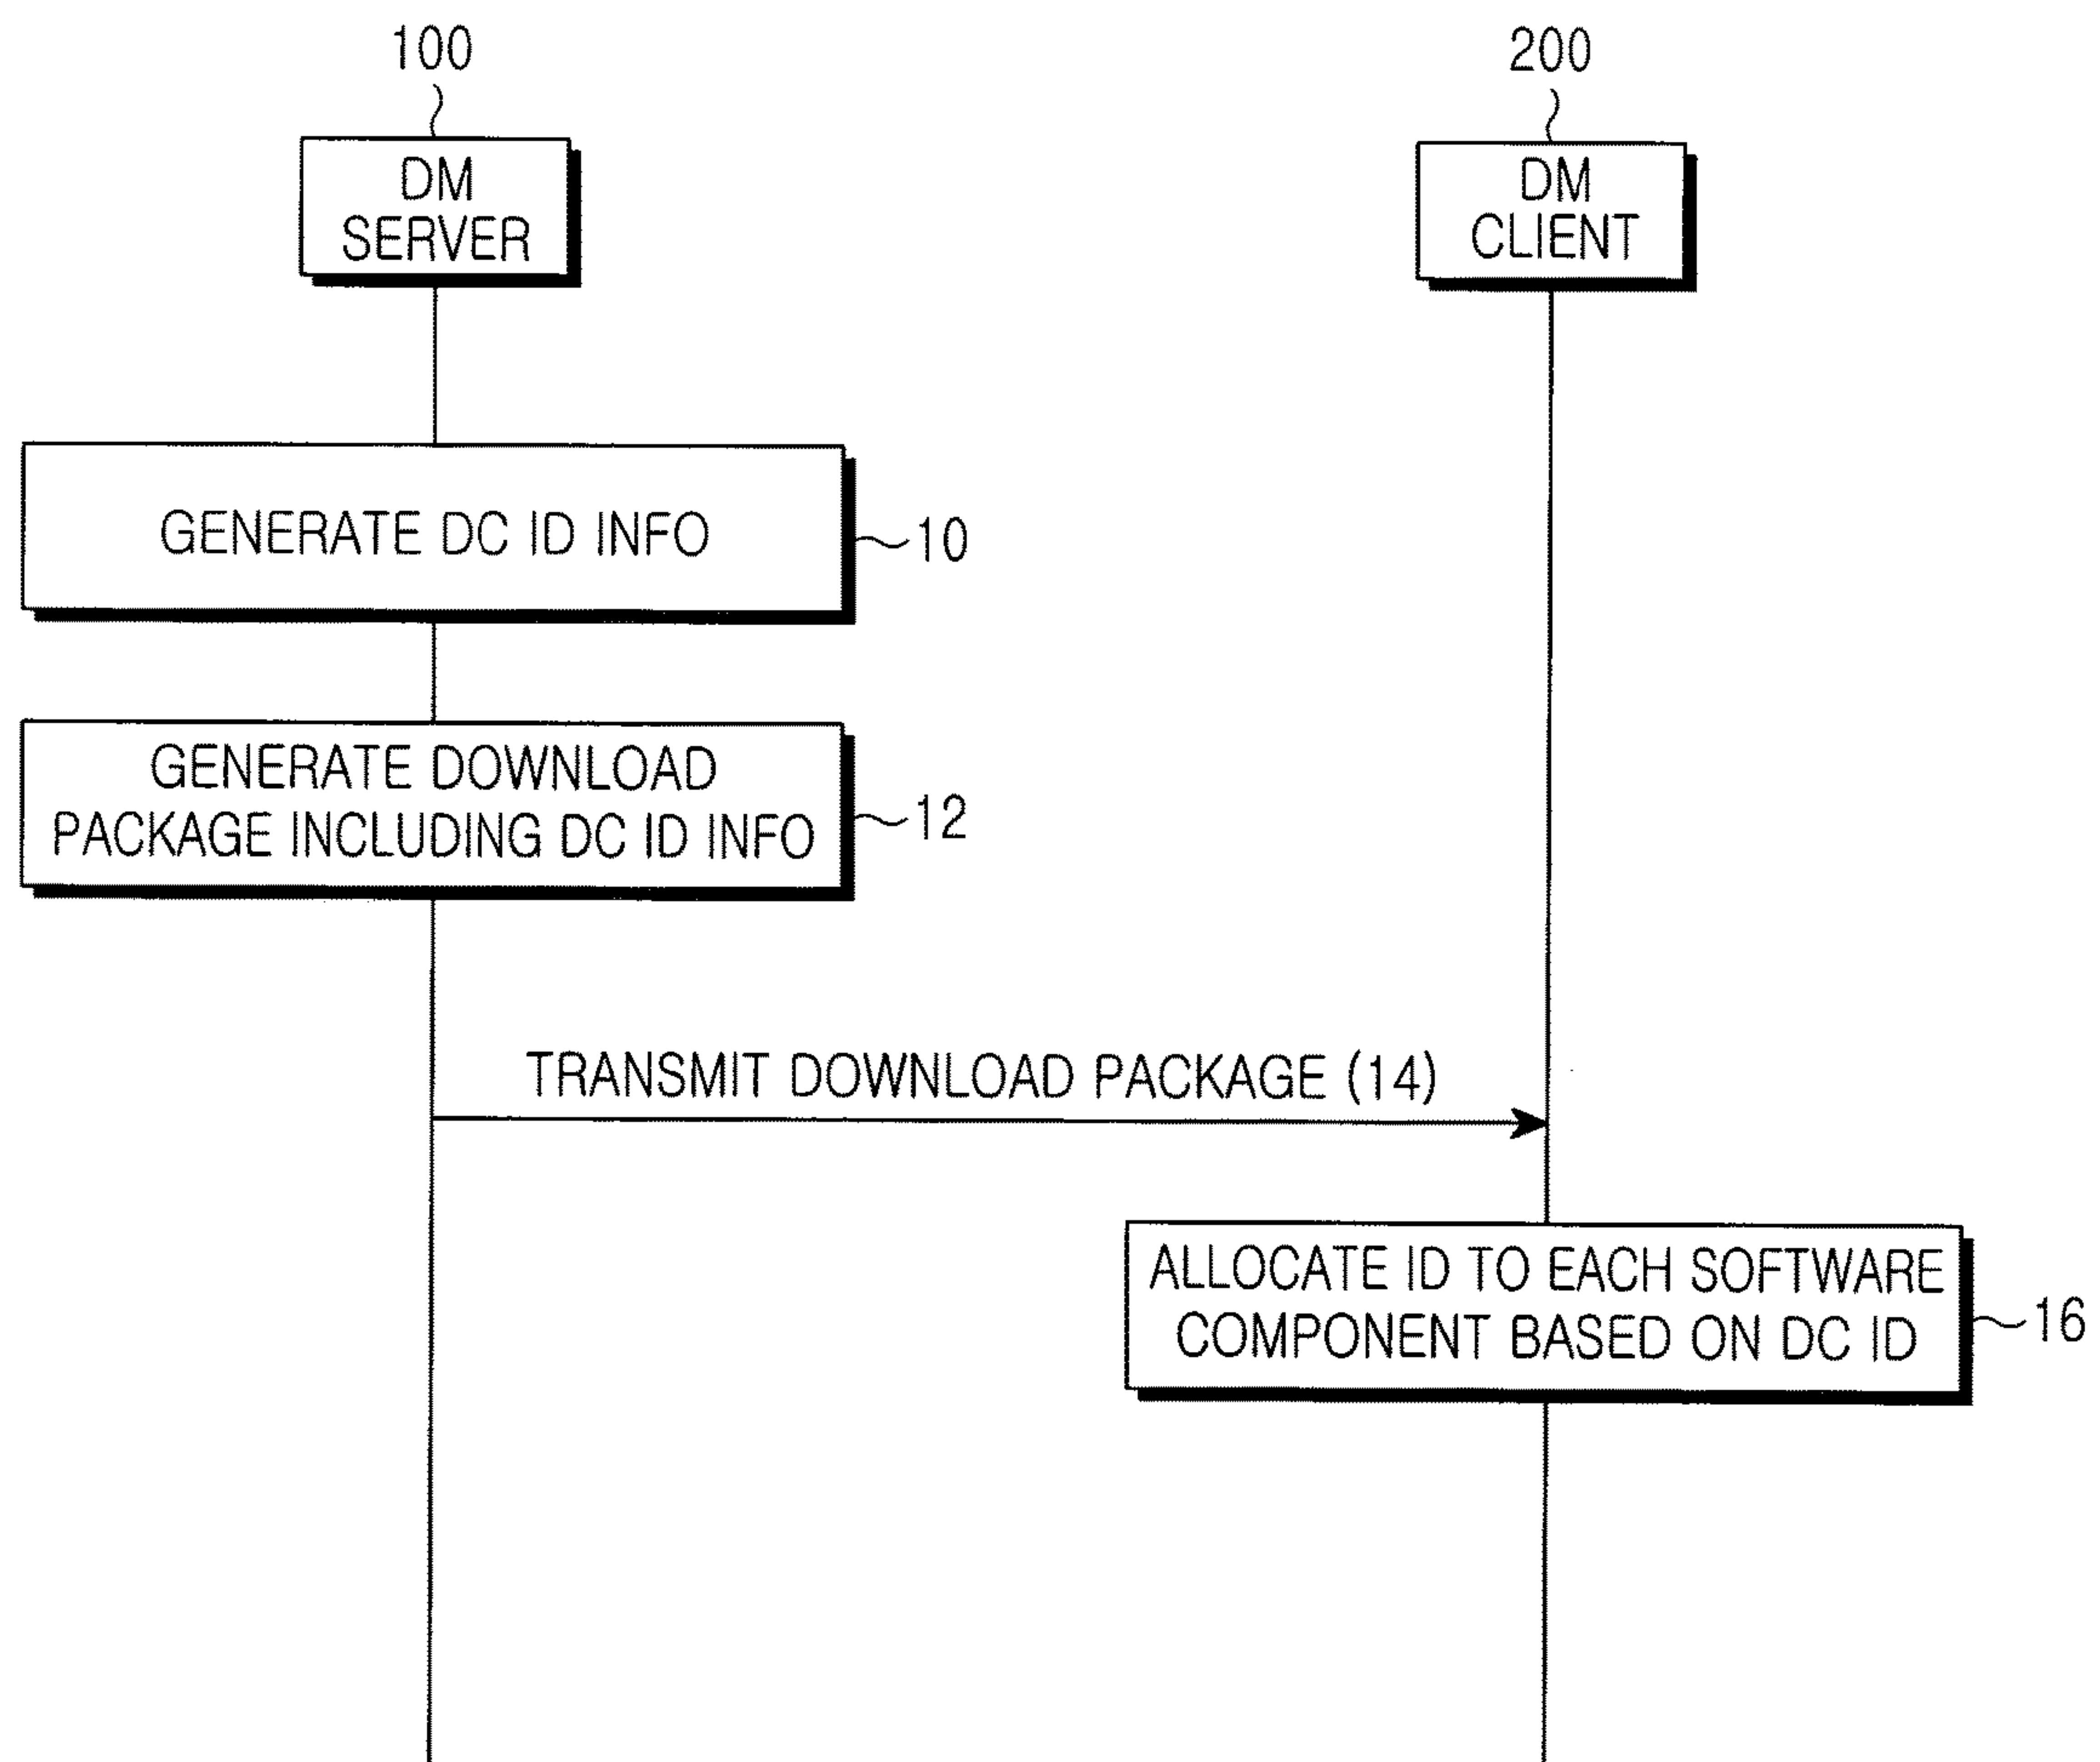 100
200
DM
SERVER
DM
CLIENT
GENERATE DC ID INFO
10
GENERATE DOWNLOAD
PACKAGE INCLUDING DC ID INFO
12
TRANSMIT DOWNLOAD PACKAGE (14)
ALLOCATE ID TO EACH SOFTWARE
COMPONENT BASED ON DC ID
16